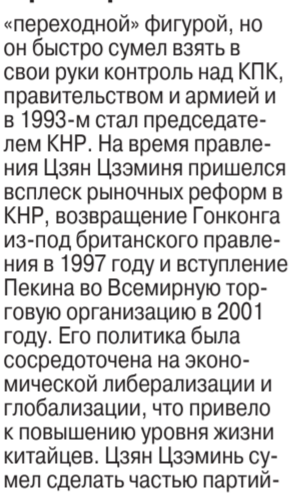 «переходной» фигурой, но
он быстро сумел взять в
свои руки контроль над КПК,
правительством и армией и
в 1993-м стал председате-
лем КНР. На время правле-
ния Цзян Цзэминя пришелся
всплеск рыночных реформ в
КНР, возвращение Гонконга
из-под британского правле-
ния в 1997 году и вступление
Пекина во Всемирную тор-
говую организацию в 2001
году. Его политика была
сосредоточена на эконо-
мической либерализации и
глобализации, что привело
к повышению уровня жизни
китайцев. Цзян Цзэминь су-
мел сделать частью партий-